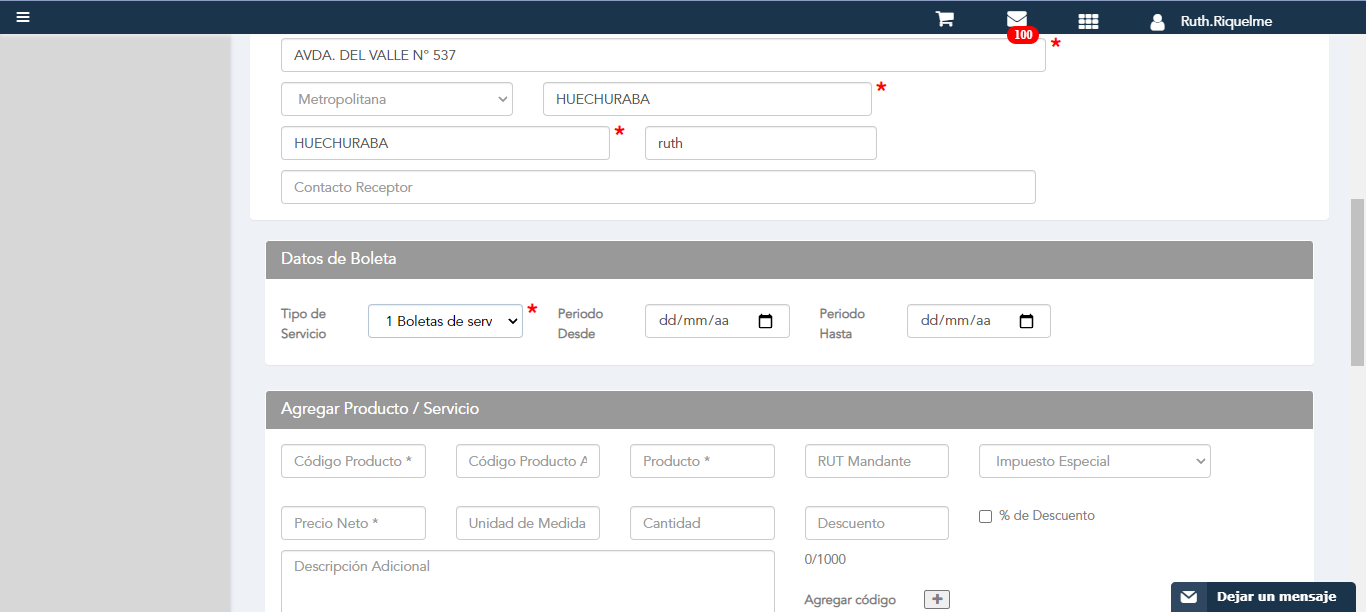 Ruth.Riquelme
100
AVDA. DEL VALLE Nº 537
*
Metropolitana
HUECHURABA
*
HUECHURABA
*
ruth
Contacto Receptor
Datos de Boleta
Tipo de
Servicio
1 Boletas de serv
*
Periodo
Desde
dd/mm/aa
Periodo
Hasta
dd/mm/aa
Agregar Producto / Servicio
Código Producto *
Código Producto A
Producto *
RUT Mandante
Impuesto Especial
Precio Neto *
Unidad de Medida
Cantidad
Descuento
% de Descuento
Descripción Adicional
0/1000
Agregar código
+
Dejar un mensaje